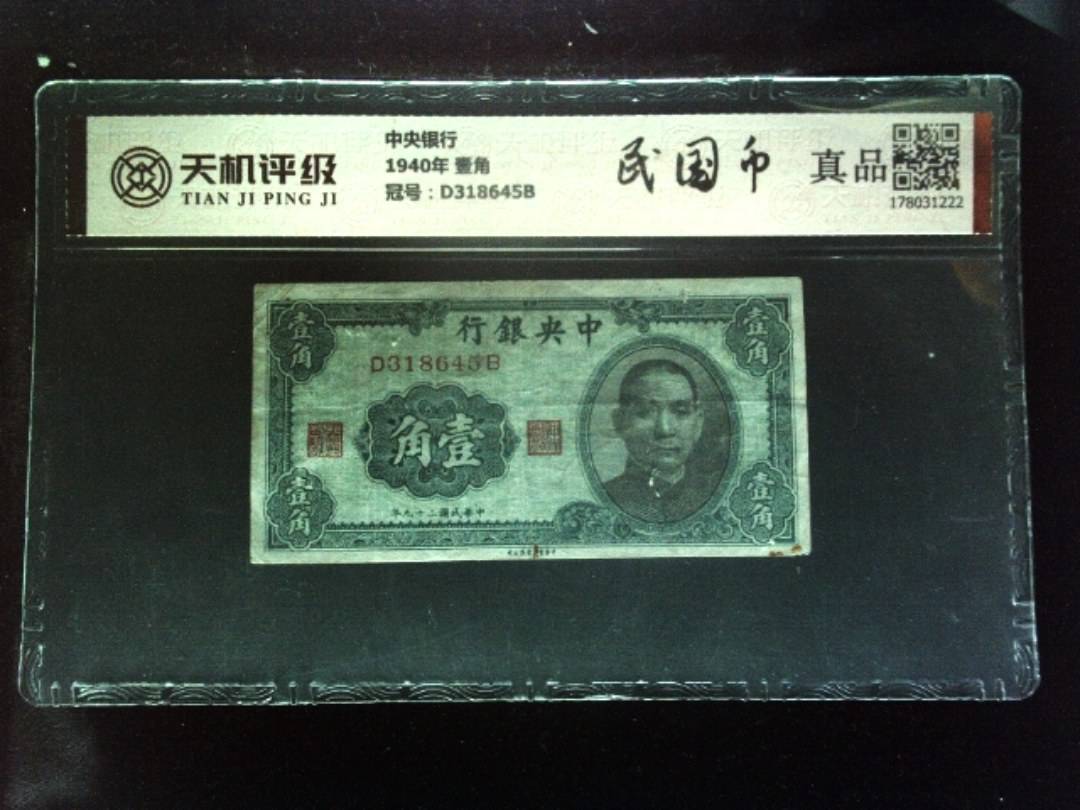 天机评级
TIAN JI PING JI
中央银行
1940年 壹角
冠号：D318645B
民国币
真品
178031222
壹角
行銀央中
壹角
D318645B
角壹
壹角
年九十二國民華中
壹角